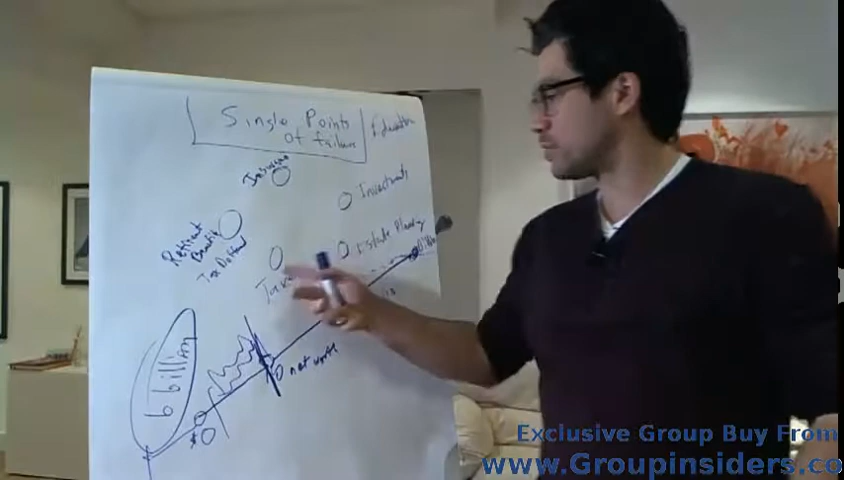 Single Points
of failure
Education
Insurance
Investments
Estate Planning
Retirement
Benefits
Tax Deferred
6 billion
0 net worth
Exclusive Group Buy From
www.Groupinsiders.co